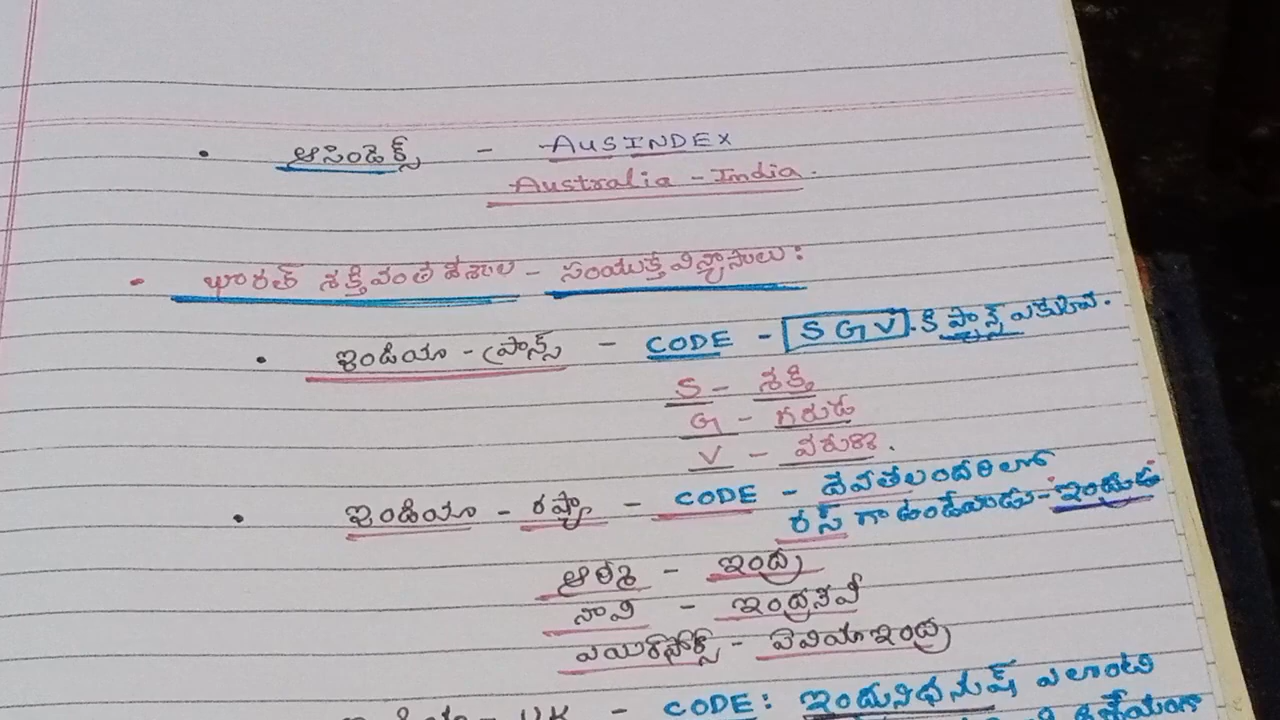 • ఆసిండెక్స్ - AUSINDEX
Australia - India.
• భారత్ శక్తివంత దేశాల - సంయుక్త విన్యాసాలు:
• ఇండియా - ఫ్రాన్స్ - CODE - SGV.కి ఫ్రాన్స్ ఎకువ.
S - శక్తి
G - గరుడ
V - వరుణ.
• ఇండియా - రష్యా - CODE - దేవతలందరిలో
రస్ గా ఉండేవాడు - ఇంద్రుడు
ఆర్మీ - ఇంద్ర
నావి - ఇంద్రనేవీ
ఎయిర్‌ఫోర్స్ - ఏవియా ఇంద్ర
UK - CODE: ఇంద్రధనుష్ ఎలాంటి